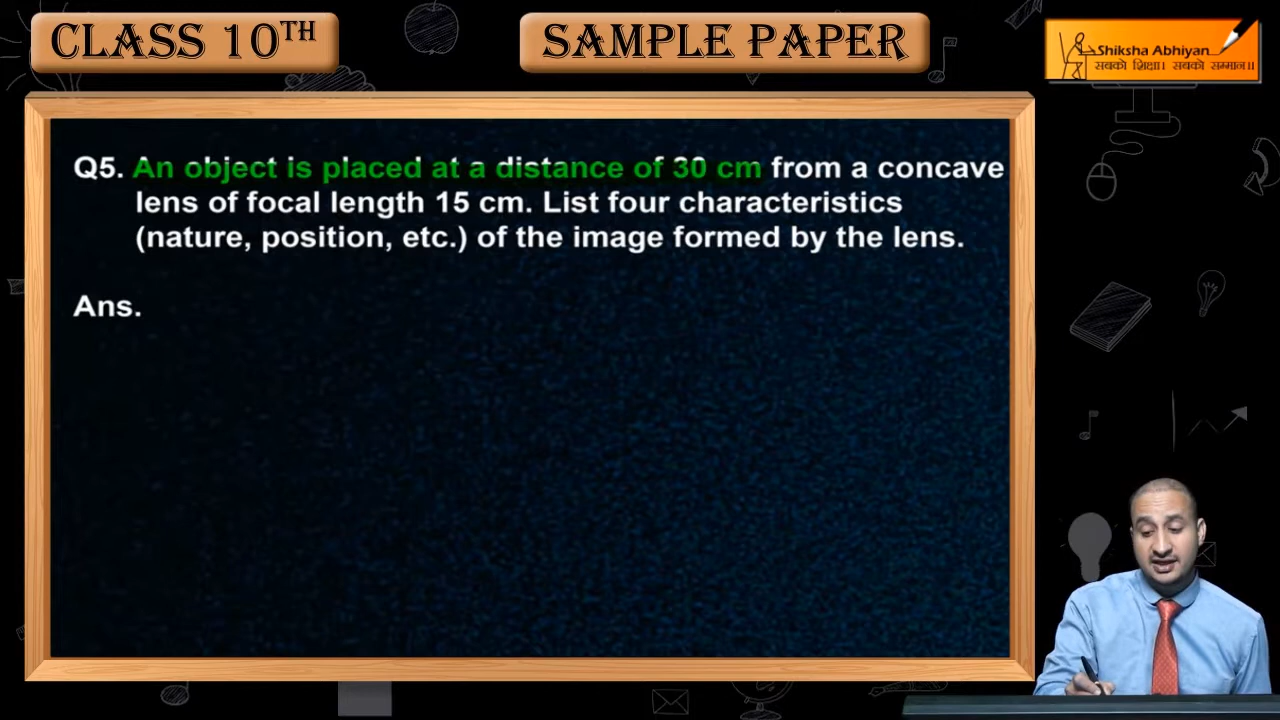 CLASS 10TH
SAMPLE PAPER
Shiksha Abhiyan
सबको शिक्षा। सबको सम्मान॥
Q5. An object is placed at a distance of 30 cm from a concave
lens of focal length 15 cm. List four characteristics
(nature, position, etc.) of the image formed by the lens.
Ans.